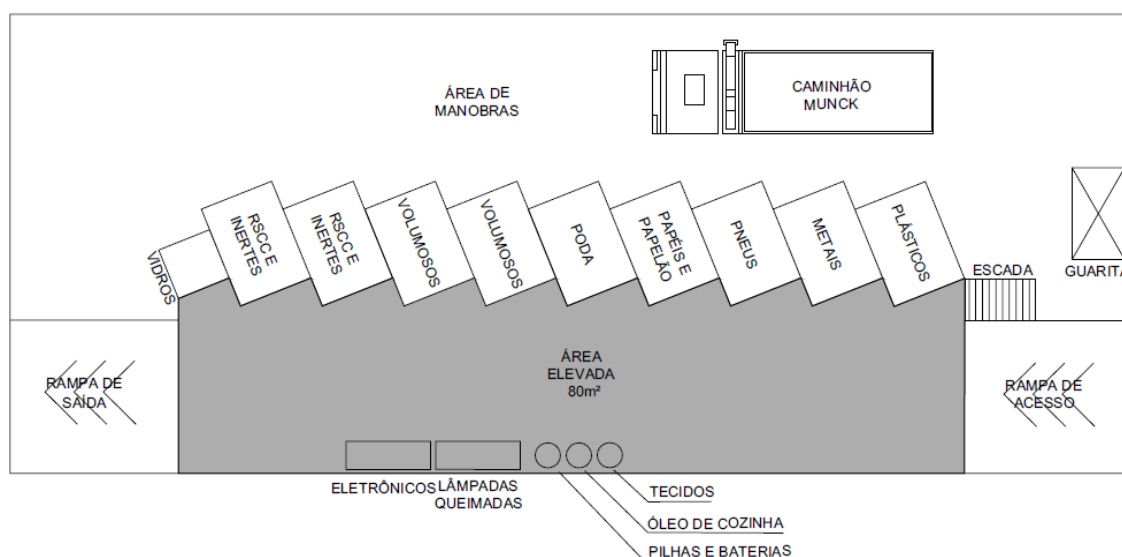 ÁREA DE
MANOBRAS
CAMINHÃO
MUNCK
VIDROS
RSCC E
INERTES
RSCC E
INERTES
VOLUMOSOS
VOLUMOSOS
PODA
PAPÉIS E
PAPELÃO
PNEUS
METAIS
PLÁSTICOS
ESCADA
GUARITA
RAMPA DE
SAÍDA
ÁREA
ELEVADA
80m²
RAMPA DE
ACESSO
ELETRÔNICOS
LÂMPADAS
QUEIMADAS
TECIDOS
ÓLEO DE COZINHA
PILHAS E BATERIAS